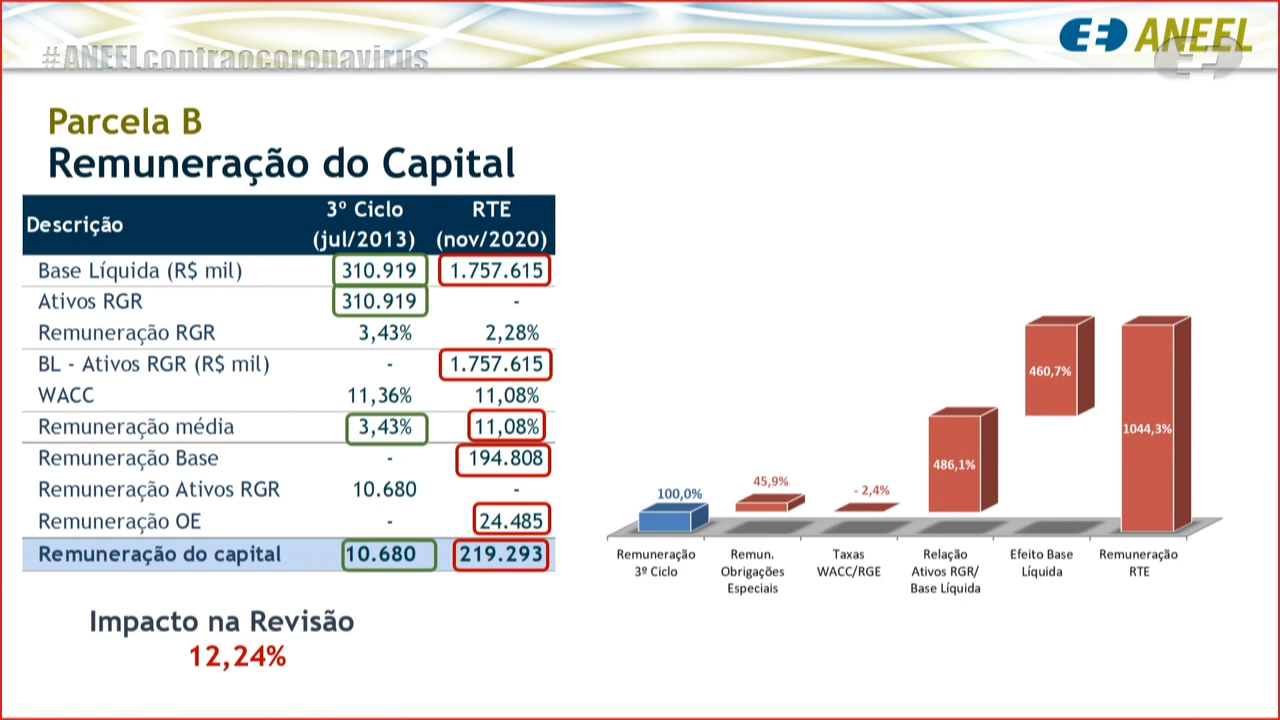 #ANEELcontraocoronavirus
ANEEL
Parcela B
Remuneração do Capital
Descrição 3º Ciclo (jul/2013) RTE (nov/2020)
Base Líquida (R$ mil) 310.919 1.757.615
Ativos RGR 310.919 -
Remuneração RGR 3,43% 2,28%
BL - Ativos RGR (R$ mil) - 1.757.615
WACC 11,36% 11,08%
Remuneração média 3,43% 11,08%
Remuneração Base - 194.808
Remuneração Ativos RGR 10.680 -
Remuneração OE - 24.485
Remuneração do capital 10.680 219.293
Impacto na Revisão
12,24%
100,0%
45,9%
- 2,4%
486,1%
460,7%
1044,3%
Remuneração
3º Ciclo
Remun.
Obrigações
Especiais
Taxas
WACC/RGE
Relação
Ativos RGR/
Base Líquida
Efeito Base
Líquida
Remuneração
RTE